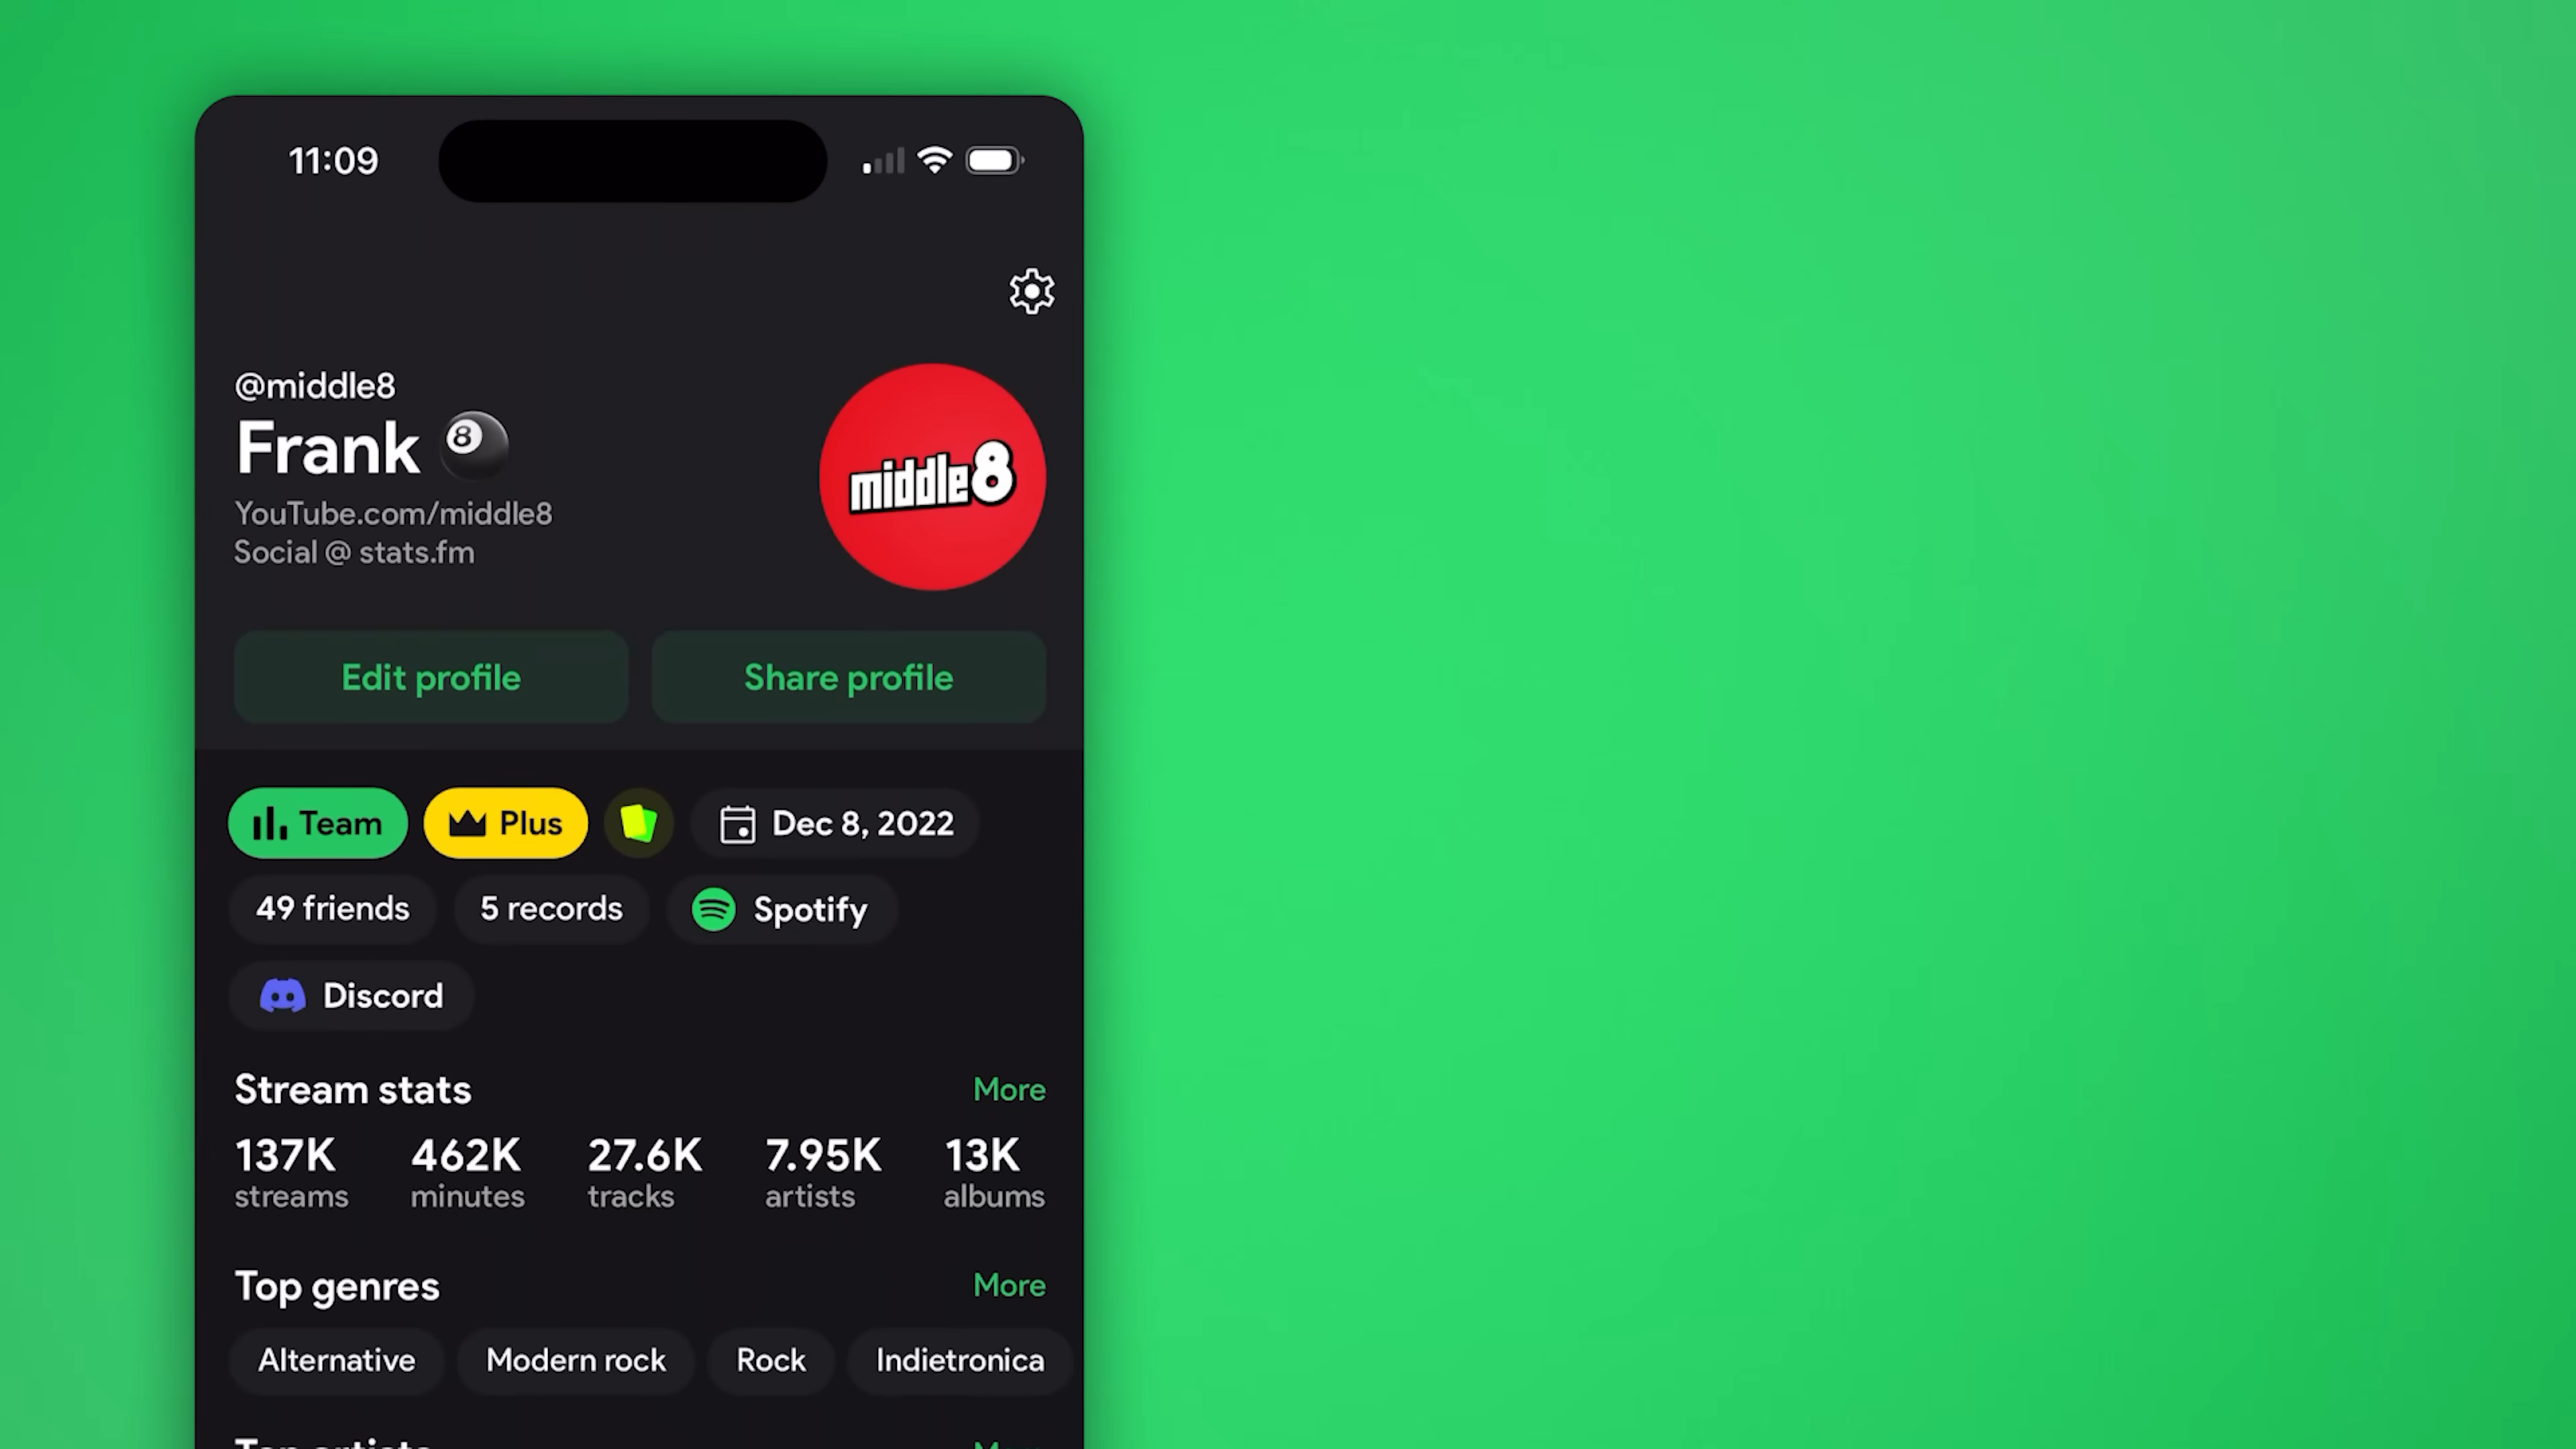 11:09
@middle8
Frank 🎱
YouTube.com/middle8
Social @ stats.fm
middle8
Edit profile
Share profile
Team
Plus
Dec 8, 2022
49 friends
5 records
Spotify
Discord
Stream stats
More
137K
462K
27.6K
7.95K
13K
streams
minutes
tracks
artists
albums
Top genres
More
Alternative
Modern rock
Rock
Indietronica